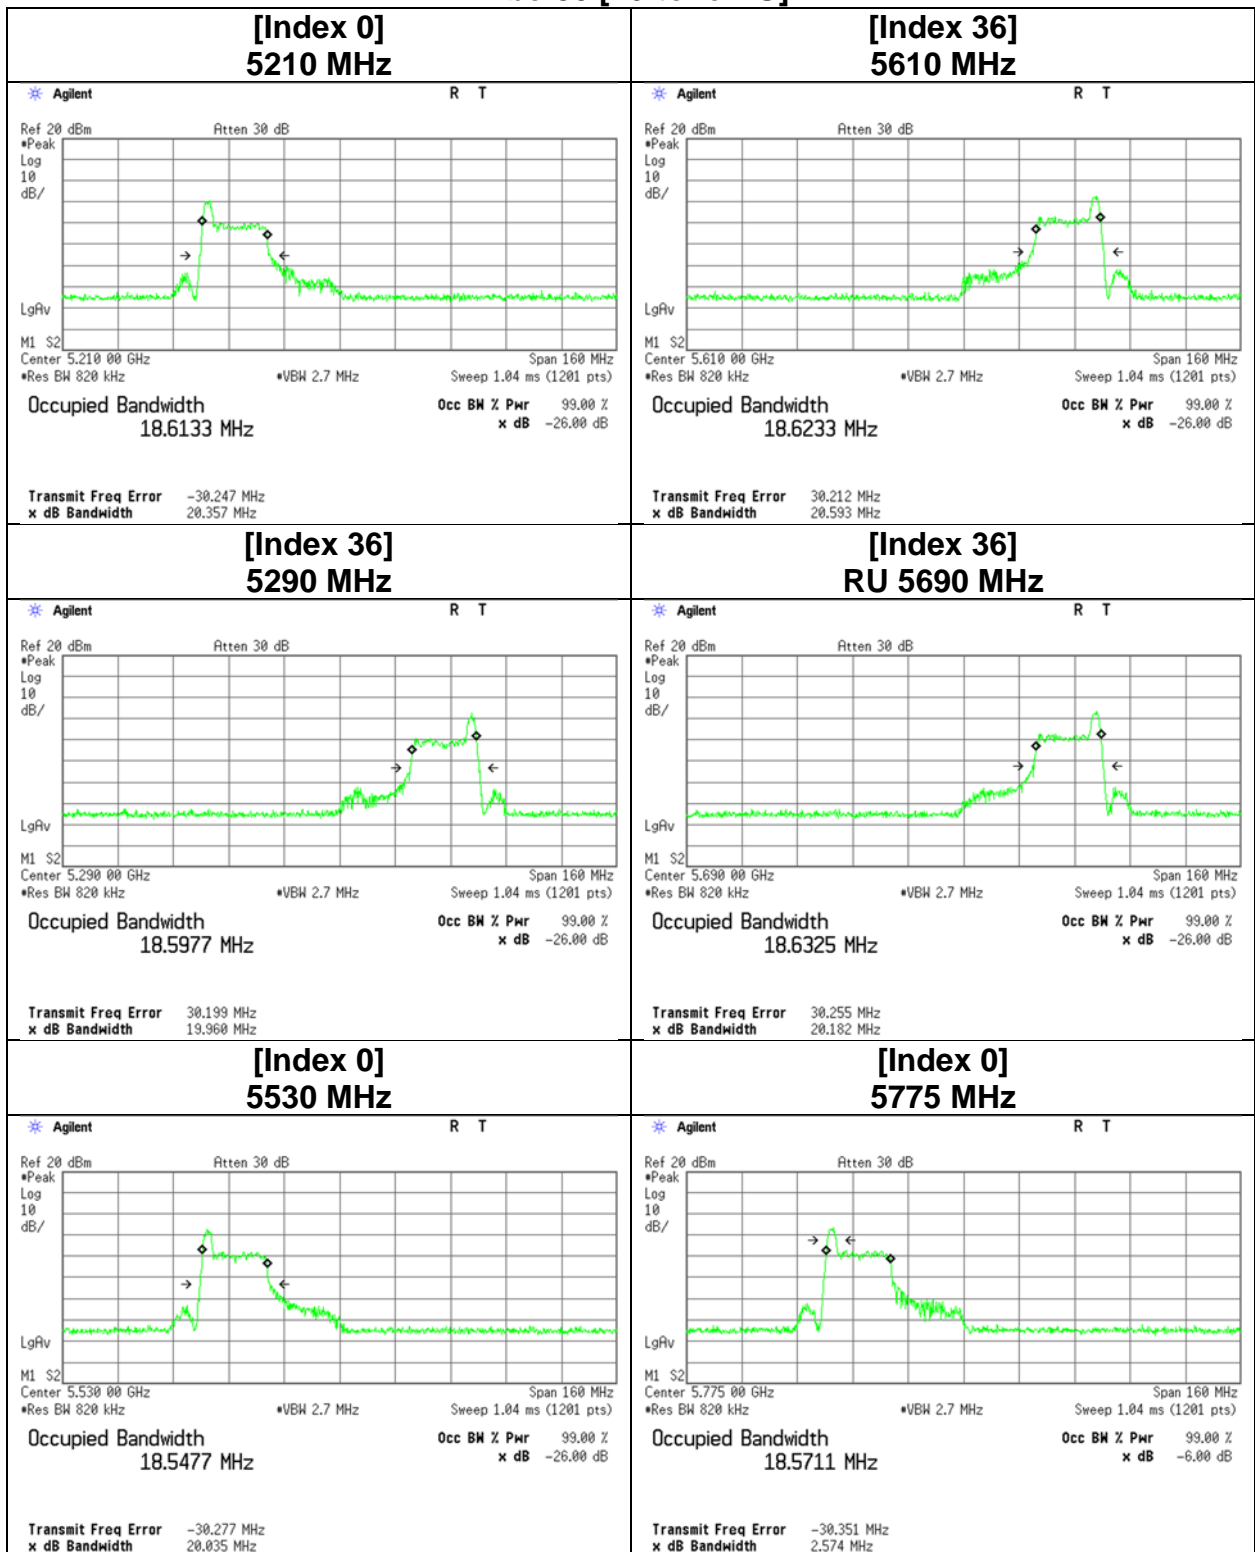 [Index 0]
5210 MHz
Agilent R T
Ref 20 dBm Atten 30 dB
*Peak
Log
10
dB/
LgAv
M1 S2
Center 5.210 00 GHz Span 160 MHz
*Res BW 820 kHz *VBW 2.7 MHz Sweep 1.04 ms (1201 pts)
Occupied Bandwidth Occ BW % Pwr 99.00 %
18.6133 MHz x dB -26.00 dB
Transmit Freq Error -30.247 MHz
x dB Bandwidth 20.357 MHz
[Index 36]
5610 MHz
Agilent R T
Ref 20 dBm Atten 30 dB
*Peak
Log
10
dB/
LgAv
M1 S2
Center 5.610 00 GHz Span 160 MHz
*Res BW 820 kHz *VBW 2.7 MHz Sweep 1.04 ms (1201 pts)
Occupied Bandwidth Occ BW % Pwr 99.00 %
18.6233 MHz x dB -26.00 dB
Transmit Freq Error 30.212 MHz
x dB Bandwidth 20.593 MHz
[Index 36]
5290 MHz
Agilent R T
Ref 20 dBm Atten 30 dB
*Peak
Log
10
dB/
LgAv
M1 S2
Center 5.290 00 GHz Span 160 MHz
*Res BW 820 kHz *VBW 2.7 MHz Sweep 1.04 ms (1201 pts)
Occupied Bandwidth Occ BW % Pwr 99.00 %
18.5977 MHz x dB -26.00 dB
Transmit Freq Error 30.199 MHz
x dB Bandwidth 19.960 MHz
[Index 36]
RU 5690 MHz
Agilent R T
Ref 20 dBm Atten 30 dB
*Peak
Log
10
dB/
LgAv
M1 S2
Center 5.690 00 GHz Span 160 MHz
*Res BW 820 kHz *VBW 2.7 MHz Sweep 1.04 ms (1201 pts)
Occupied Bandwidth Occ BW % Pwr 99.00 %
18.6325 MHz x dB -26.00 dB
Transmit Freq Error 30.255 MHz
x dB Bandwidth 20.182 MHz
[Index 0]
5530 MHz
Agilent R T
Ref 20 dBm Atten 30 dB
*Peak
Log
10
dB/
LgAv
M1 S2
Center 5.530 00 GHz Span 160 MHz
*Res BW 820 kHz *VBW 2.7 MHz Sweep 1.04 ms (1201 pts)
Occupied Bandwidth Occ BW % Pwr 99.00 %
18.5477 MHz x dB -26.00 dB
Transmit Freq Error -30.277 MHz
x dB Bandwidth 20.035 MHz
[Index 0]
5775 MHz
Agilent R T
Ref 20 dBm Atten 30 dB
*Peak
Log
10
dB/
LgAv
M1 S2
Center 5.775 00 GHz Span 160 MHz
*Res BW 820 kHz *VBW 2.7 MHz Sweep 1.04 ms (1201 pts)
Occupied Bandwidth Occ BW % Pwr 99.00 %
18.5711 MHz x dB -6.00 dB
Transmit Freq Error -30.351 MHz
x dB Bandwidth 2.574 MHz